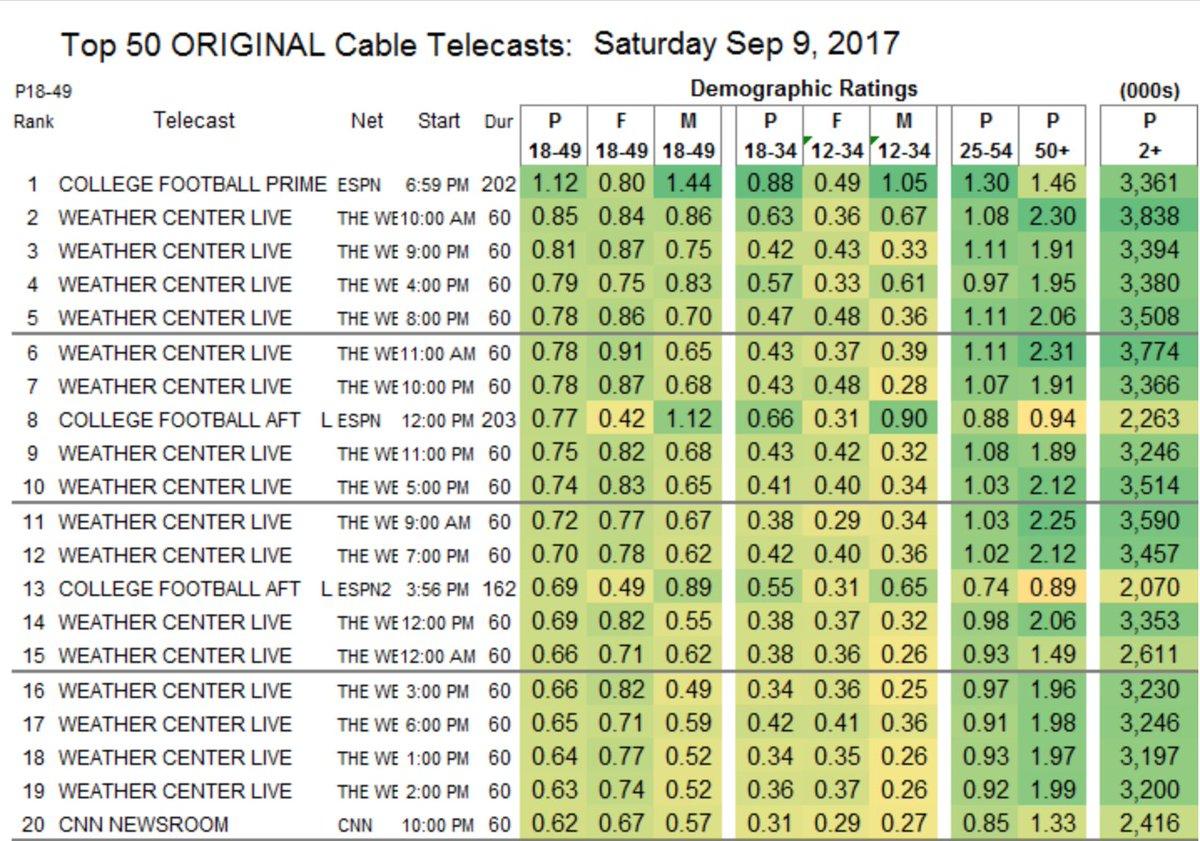 Top 50 ORIGINAL Cable Telecasts: Saturday Sep 9, 2017
P18-49 Demographic Ratings (000s)
Rank Telecast Net Start Dur P F M P F M P P P
18-49 18-49 18-49 18-34 12-34 12-34 25-54 50+ 2+
1 COLLEGE FOOTBALL PRIME ESPN 6:59 PM 202 1.12 0.80 1.44 0.88 0.49 1.05 1.30 1.46 3,361
2 WEATHER CENTER LIVE THE WE 10:00 AM 60 0.85 0.84 0.86 0.63 0.36 0.67 1.08 2.30 3,838
3 WEATHER CENTER LIVE THE WE 9:00 PM 60 0.81 0.87 0.75 0.42 0.43 0.33 1.11 1.91 3,394
4 WEATHER CENTER LIVE THE WE 4:00 PM 60 0.79 0.75 0.83 0.57 0.33 0.61 0.97 1.95 3,380
5 WEATHER CENTER LIVE THE WE 8:00 PM 60 0.78 0.86 0.70 0.47 0.48 0.36 1.11 2.06 3,508
6 WEATHER CENTER LIVE THE WE 11:00 AM 60 0.78 0.91 0.65 0.43 0.37 0.39 1.11 2.31 3,774
7 WEATHER CENTER LIVE THE WE 10:00 PM 60 0.78 0.87 0.68 0.43 0.48 0.28 1.07 1.91 3,366
8 COLLEGE FOOTBALL AFT L ESPN 12:00 PM 203 0.77 0.42 1.12 0.66 0.31 0.90 0.88 0.94 2,263
9 WEATHER CENTER LIVE THE WE 11:00 PM 60 0.75 0.82 0.68 0.43 0.42 0.32 1.08 1.89 3,246
10 WEATHER CENTER LIVE THE WE 5:00 PM 60 0.74 0.83 0.65 0.41 0.40 0.34 1.03 2.12 3,514
11 WEATHER CENTER LIVE THE WE 9:00 AM 60 0.72 0.77 0.67 0.38 0.29 0.34 1.03 2.25 3,590
12 WEATHER CENTER LIVE THE WE 7:00 PM 60 0.70 0.78 0.62 0.42 0.40 0.36 1.02 2.12 3,457
13 COLLEGE FOOTBALL AFT L ESPN2 3:56 PM 162 0.69 0.49 0.89 0.55 0.31 0.65 0.74 0.89 2,070
14 WEATHER CENTER LIVE THE WE 12:00 PM 60 0.69 0.82 0.55 0.38 0.37 0.32 0.98 2.06 3,353
15 WEATHER CENTER LIVE THE WE 12:00 AM 60 0.66 0.71 0.62 0.38 0.36 0.26 0.93 1.49 2,611
16 WEATHER CENTER LIVE THE WE 3:00 PM 60 0.66 0.82 0.49 0.34 0.36 0.25 0.97 1.96 3,230
17 WEATHER CENTER LIVE THE WE 6:00 PM 60 0.65 0.71 0.59 0.42 0.41 0.36 0.91 1.98 3,246
18 WEATHER CENTER LIVE THE WE 1:00 PM 60 0.64 0.77 0.52 0.34 0.35 0.26 0.93 1.97 3,197
19 WEATHER CENTER LIVE THE WE 2:00 PM 60 0.63 0.74 0.52 0.36 0.37 0.26 0.92 1.99 3,200
20 CNN NEWSROOM CNN 10:00 PM 60 0.62 0.67 0.57 0.31 0.29 0.27 0.85 1.33 2,416